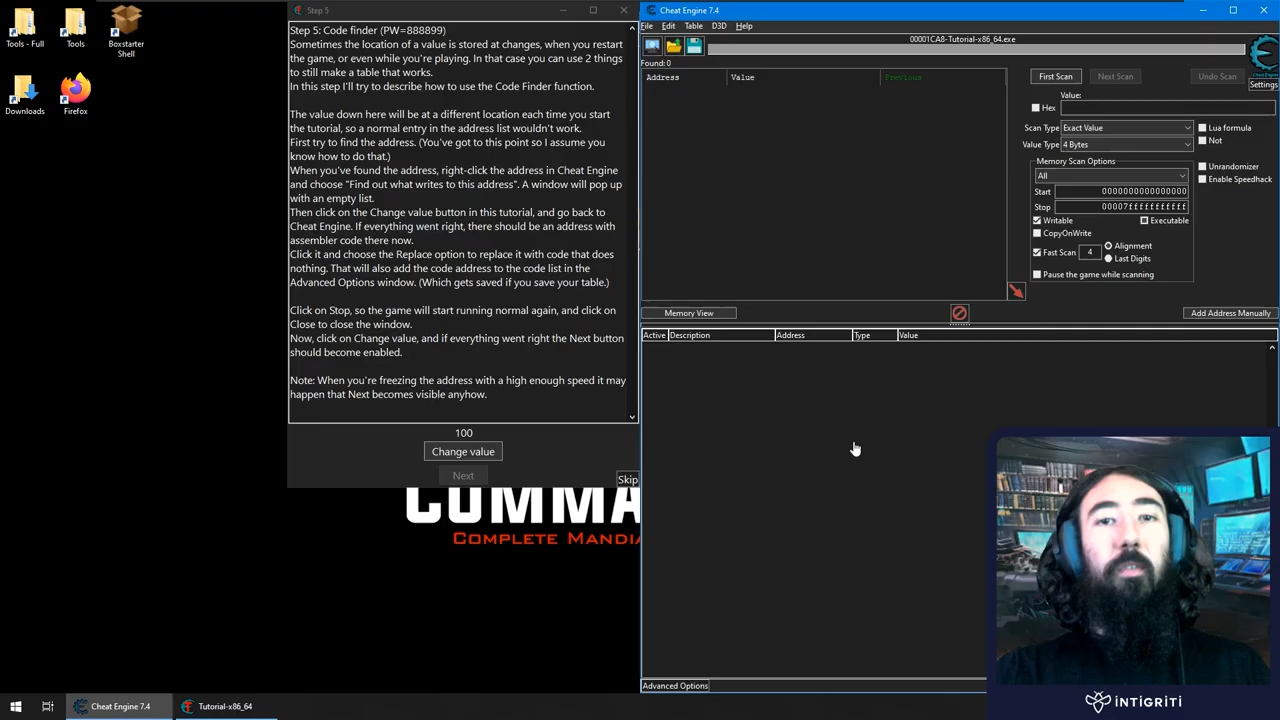 Tools - Full
Tools
Boxstarter
Shell
Downloads
Firefox
Step 5
Step 5: Code finder (PW=888899)
Sometimes the location of a value is stored at changes, when you restart
the game, or even while you're playing. In that case you can use 2 things
to still make a table that works.
In this step I'll try to describe how to use the Code Finder function.
The value down here will be at a different location each time you start
the tutorial, so a normal entry in the address list wouldn't work.
First try to find the address. (You've got to this point so I assume you
know how to do that.)
When you've found the address, right-click the address in Cheat Engine
and choose "Find out what writes to this address". A window will pop up
with an empty list.
Then click on the Change value button in this tutorial, and go back to
Cheat Engine. If everything went right, there should be an address with
assembler code there now.
Click it and choose the Replace option to replace it with code that does
nothing. That will also add the code address to the code list in the
Advanced Options window. (Which gets saved if you save your table.)
Click on Stop, so the game will start running normal again, and click on
Close to close the window.
Now, click on Change value, and if everything went right the Next button
should become enabled.
Note: When you're freezing the address with a high enough speed it may
happen that Next becomes visible anyhow.
100
Change value
Next
Skip
COMMA
COMPLETE MANDIA
Cheat Engine 7.4
File Edit Table D3D Help
00001CA8-Tutorial-x86_64.exe
Found: 0
Address Value Previous
First Scan Next Scan Undo Scan
Cheat Engine
Settings
Value:
Hex
Scan Type Exact Value
Lua formula
Not
Value Type 4 Bytes
Memory Scan Options
All
Unrandomizer
Enable Speedhack
Start 0000000000000000
Stop 00007fffffffffff
Writable Executable
CopyOnWrite
Fast Scan 4 Alignment
Last Digits
Pause the game while scanning
Memory View
Add Address Manually
Active Description Address Type Value
Advanced Options
INTIGRITI
Cheat Engine 7.4
Tutorial-x86_64